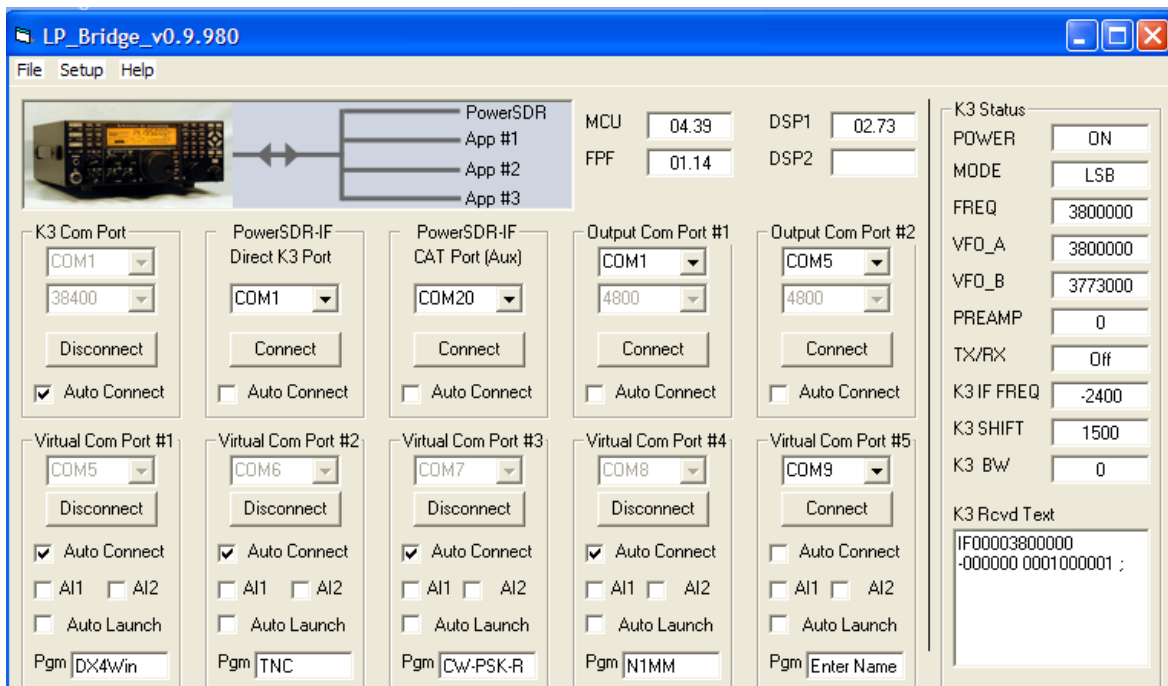 LP_Bridge_v0.9.980
File Setup Help
PowerSDR
App #1
App #2
App #3
MCU 04.39 DSP1 02.73
FPF 01.14 DSP2
K3 Com Port
COM1
38400
Disconnect
Auto Connect
PowerSDR-IF
Direct K3 Port
COM1
Connect
Auto Connect
PowerSDR-IF
CAT Port (Aux)
COM20
Connect
Auto Connect
Output Com Port #1
COM1
4800
Connect
Auto Connect
Output Com Port #2
COM5
4800
Connect
Auto Connect
Virtual Com Port #1
COM5
Disconnect
Auto Connect
AI1 AI2
Auto Launch
Pgm DX4Win
Virtual Com Port #2
COM6
Disconnect
Auto Connect
AI1 AI2
Auto Launch
Pgm TNC
Virtual Com Port #3
COM7
Disconnect
Auto Connect
AI1 AI2
Auto Launch
Pgm CW-PSK-R
Virtual Com Port #4
COM8
Disconnect
Auto Connect
AI1 AI2
Auto Launch
Pgm N1MM
Virtual Com Port #5
COM9
Connect
Auto Connect
AI1 AI2
Auto Launch
Pgm Enter Name
K3 Status
POWER ON
MODE LSB
FREQ 3800000
VFO_A 3800000
VFO_B 3773000
PREAMP 0
TX/RX Off
K3 IF FREQ -2400
K3 SHIFT 1500
K3 BW 0
K3 Rcvd Text
IF00003800000
-000000 0001000001 ;